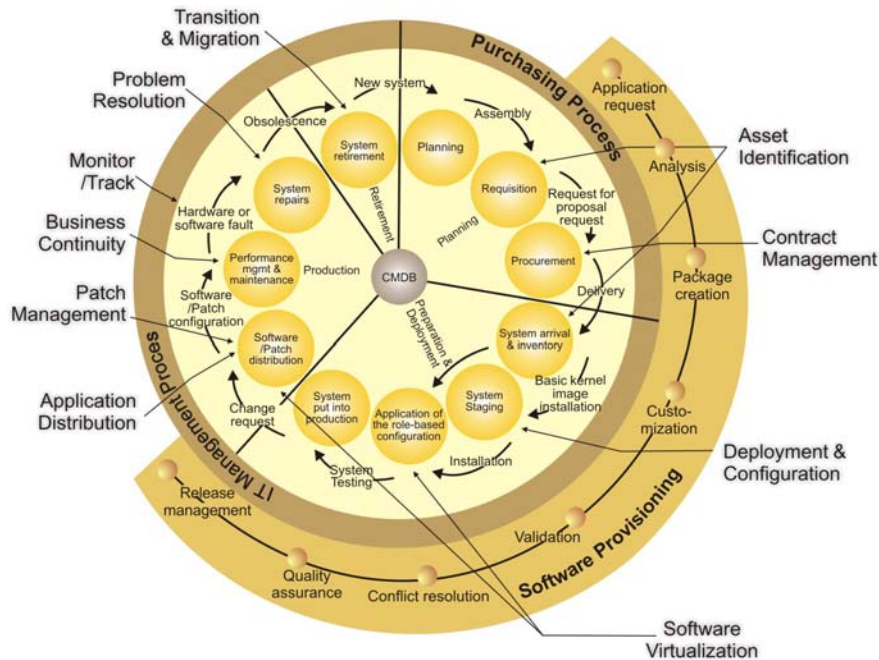 Transition
& Migration
Problem
Resolution
Monitor
/Track
Business
Continuity
Patch
Management
Application
Distribution
Purchasing Process
IT Management Proces
Software Provisioning
Application
request
Analysis
Package
creation
Custo-
mization
Validation
Conflict resolution
Quality
assurance
Release
management
Asset
Identification
Contract
Management
Deployment &
Configuration
Software
Virtualization
New system
Assembly
Request for
proposal
request
Delivery
Basic kernel
image
installation
Installation
System
Testing
Change
request
Software
/Patch
configuration
Hardware or
software fault
Obsolescence
Planning
Requisition
Procurement
System arrival
& inventory
System
Staging
Application of
the role-based
configuration
System
put into
production
Software
/Patch
distribution
Performance
mgmt &
maintenance
System
repairs
System
retirement
Retirement
Planning
Production
Preparation &
Deployment
CMDB